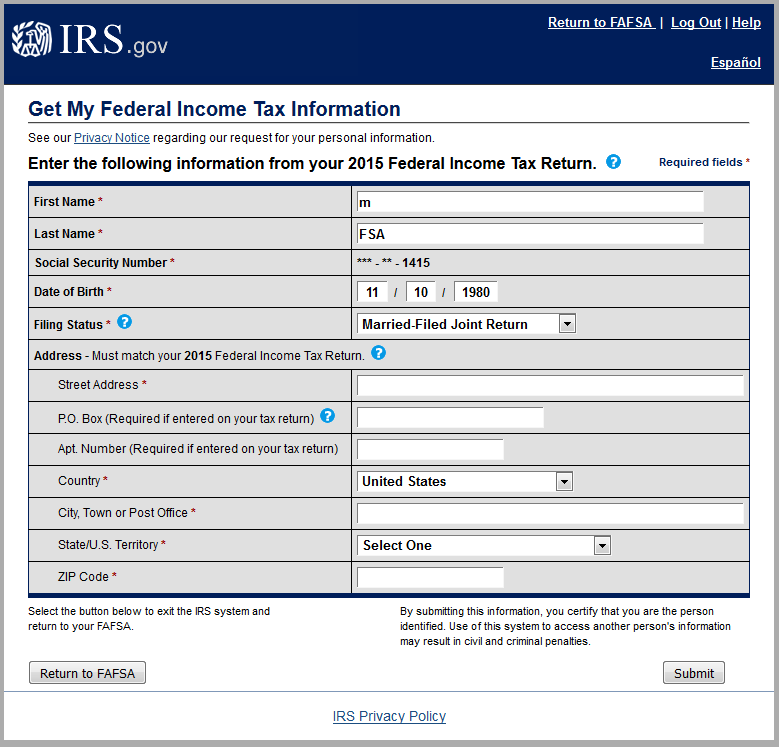 Return to FAFSA | Log Out | Help
IRS.gov
Español
Get My Federal Income Tax Information
See our Privacy Notice regarding our request for your personal information.
Enter the following information from your 2015 Federal Income Tax Return. ? Required fields *
First Name * m
Last Name * FSA
Social Security Number * *** - ** - 1415
Date of Birth * 11 / 10 / 1980
Filing Status * ? Married-Filed Joint Return
Address - Must match your 2015 Federal Income Tax Return. ?
Street Address *
P.O. Box (Required if entered on your tax return) ?
Apt. Number (Required if entered on your tax return)
Country * United States
City, Town or Post Office *
State/U.S. Territory * Select One
ZIP Code *
Select the button below to exit the IRS system and
return to your FAFSA.
By submitting this information, you certify that you are the person
identified. Use of this system to access another person's information
may result in civil and criminal penalties.
Return to FAFSA
Submit
IRS Privacy Policy